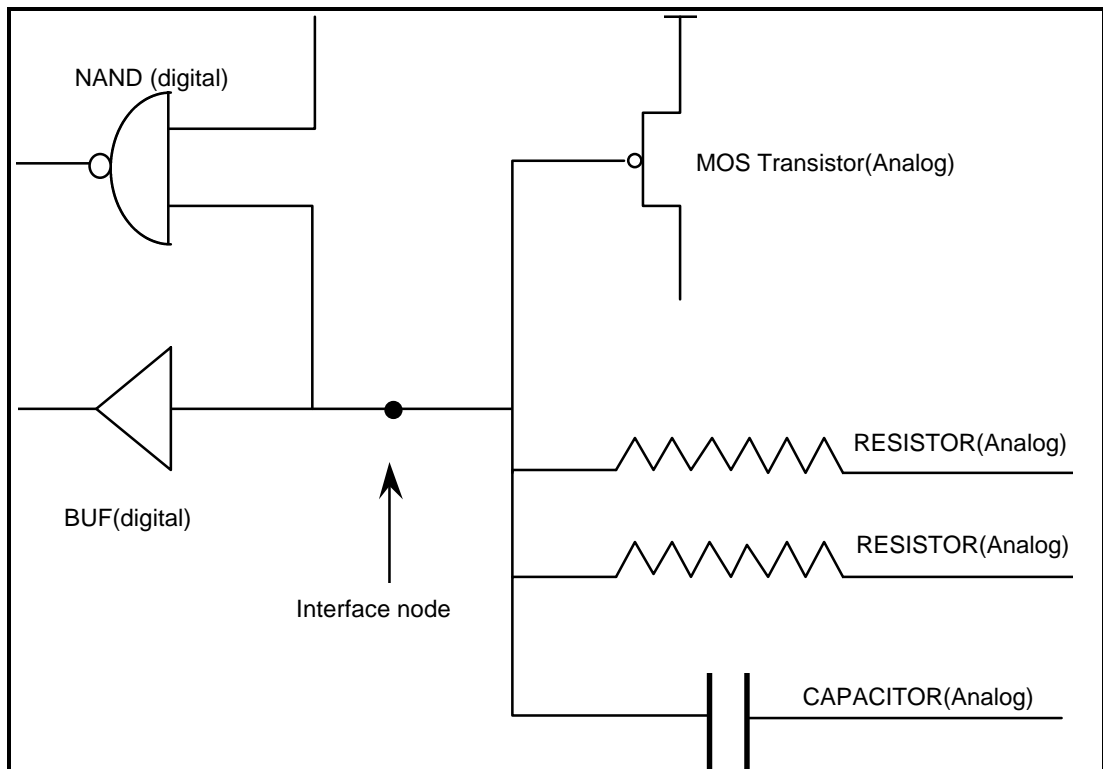 NAND (digital)
MOS Transistor(Analog)
RESISTOR(Analog)
BUF(digital)
RESISTOR(Analog)
Interface node
CAPACITOR(Analog)